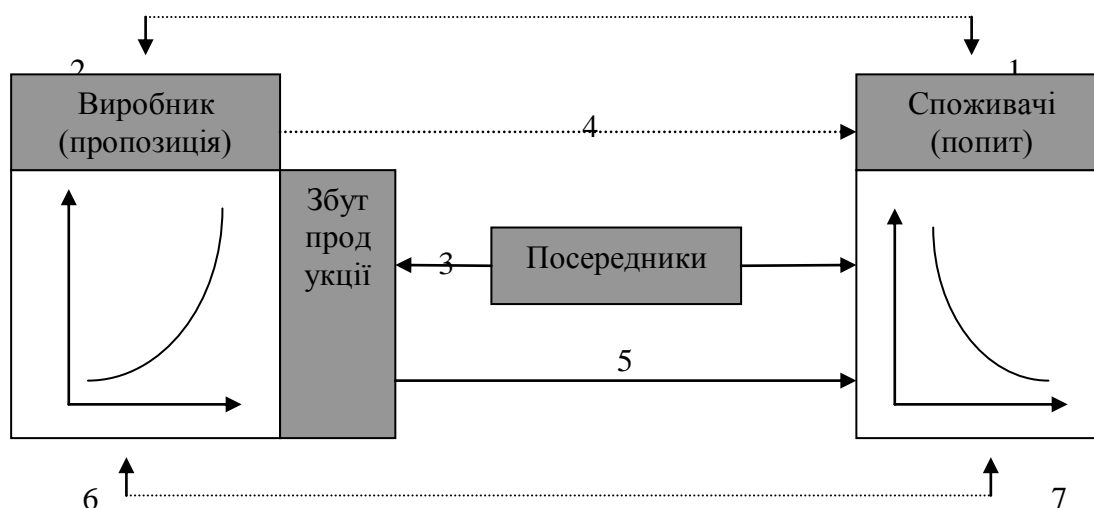 2
1
Виробник
(пропозиція)
4
Споживачі
(попит)
Збут
прод
укції
3
Посередники
5
6
7